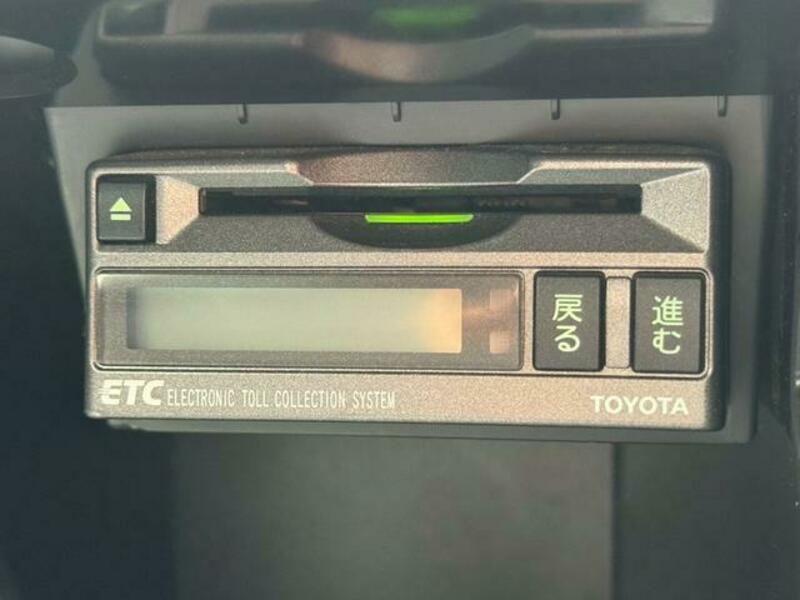 戻る
進む
ETC ELECTRONIC TOLL COLLECTION SYSTEM
TOYOTA